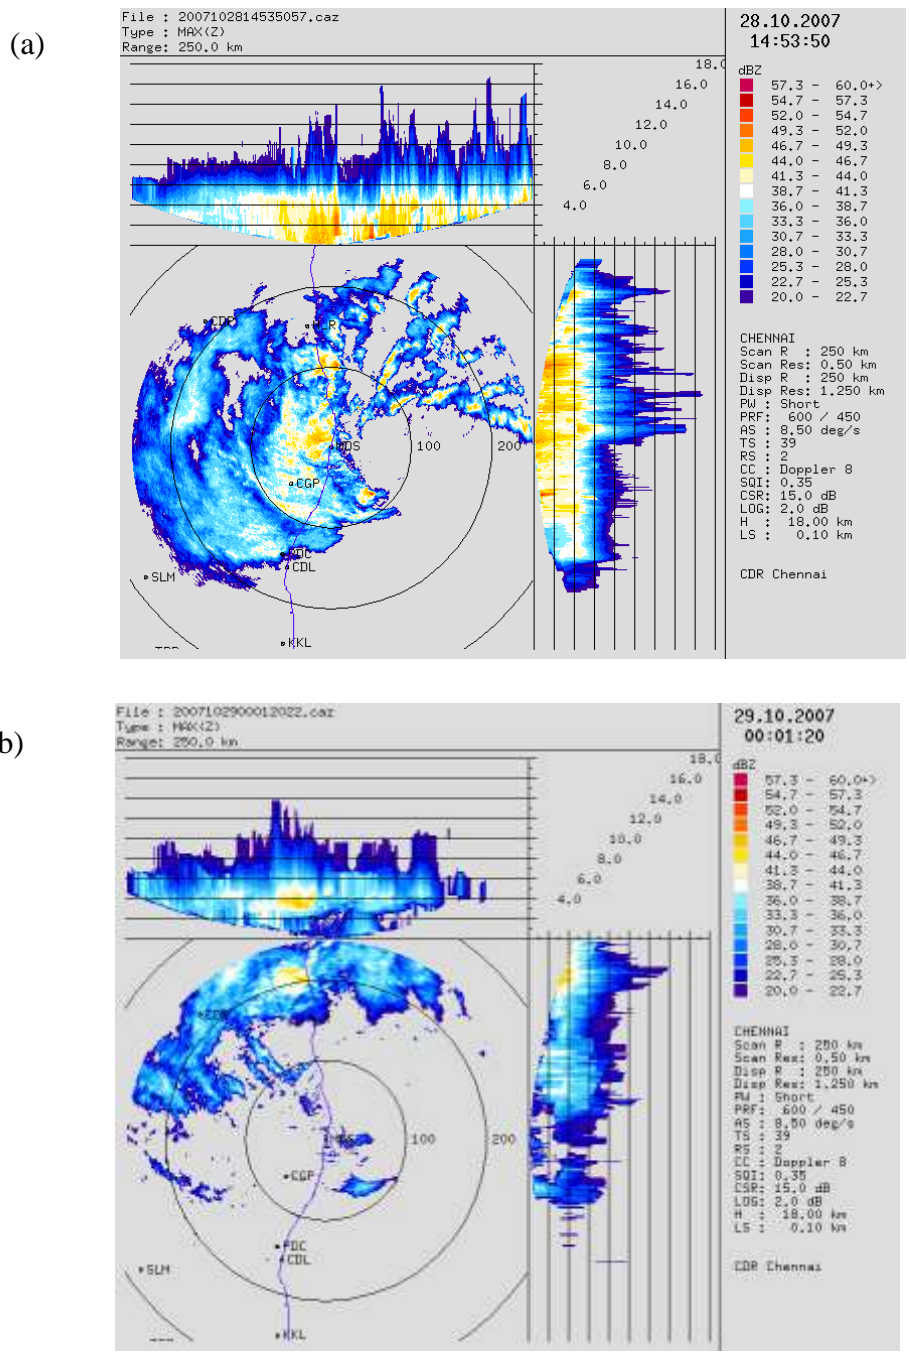 (a)
File : 2007102814535057.caz
Type : MAX(Z)
Range: 250.0 km
28.10.2007
14:53:50
18.0
16.0
14.0
12.0
10.0
8.0
6.0
4.0
dBZ
57.3 - 60.0+>
54.7 - 57.3
52.0 - 54.7
49.3 - 52.0
46.7 - 49.3
44.0 - 46.7
41.3 - 44.0
38.7 - 41.3
36.0 - 38.7
33.3 - 36.0
30.7 - 33.3
28.0 - 30.7
25.3 - 28.0
22.7 - 25.3
20.0 - 22.7
100
200
CGP
CDL
SLM
KKL
CHENNAI
Scan R : 250 km
Scan Res: 0.50 km
Disp R : 250 km
Disp Res: 1.250 km
PW : Short
PRF: 600 / 450
AS : 8.50 deg/s
TS : 39
RS : 2
CC : Doppler 8
SQI: 0.35
CSR: 15.0 dB
LOG: 2.0 dB
H : 18.00 km
LS : 0.10 km
CDR Chennai
b)
File : 2007102900012022.caz
Type : MAX(Z)
Range: 250.0 km
29.10.2007
00:01:20
18.0
16.0
14.0
12.0
10.0
8.0
6.0
4.0
dBZ
57.3 - 60.0+>
54.7 - 57.3
52.0 - 54.7
49.3 - 52.0
46.7 - 49.3
44.0 - 46.7
41.3 - 44.0
38.7 - 41.3
36.0 - 38.7
33.3 - 36.0
30.7 - 33.3
28.0 - 30.7
25.3 - 28.0
22.7 - 25.3
20.0 - 22.7
100
200
CGP
PDC
CDL
SLM
KKL
CHENNAI
Scan R : 250 km
Scan Res: 0.50 km
Disp R : 250 km
Disp Res: 1.250 km
PW : Short
PRF: 600 / 450
AS : 8.50 deg/s
TS : 39
RS : 2
CC : Doppler 8
SQI: 0.35
CSR: 15.0 dB
LOG: 2.0 dB
H : 18.00 km
LS : 0.10 km
CDR Chennai